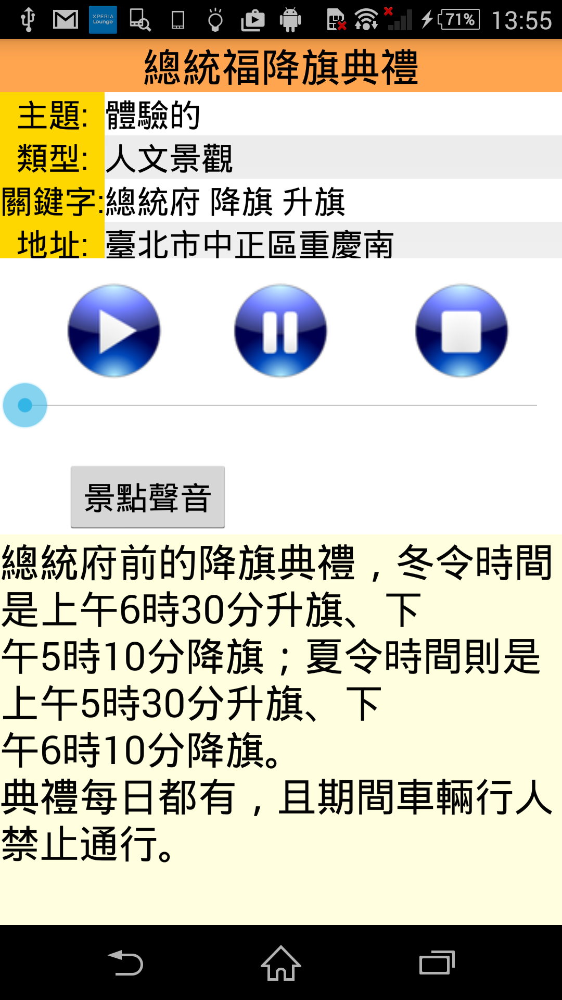 XPERIA
Lounge
71%
13:55
總統福降旗典禮
主題: 體驗的
類型: 人文景觀
關鍵字: 總統府 降旗 升旗
地址: 臺北市中正區重慶南
景點聲音
總統府前的降旗典禮，冬令時間
是上午6時30分升旗、下
午5時10分降旗；夏令時間則是
上午5時30分升旗、下
午6時10分降旗。
典禮每日都有，且期間車輛行人
禁止通行。